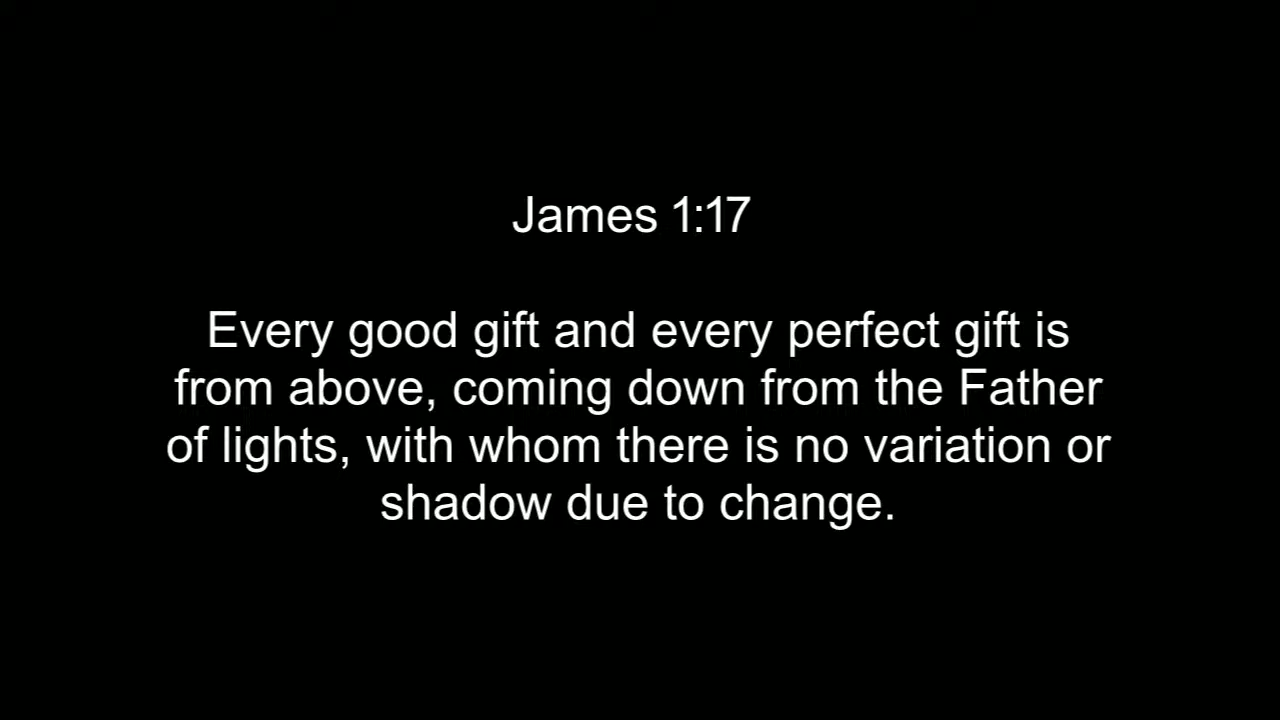 James 1:17
Every good gift and every perfect gift is
from above, coming down from the Father
of lights, with whom there is no variation or
shadow due to change.